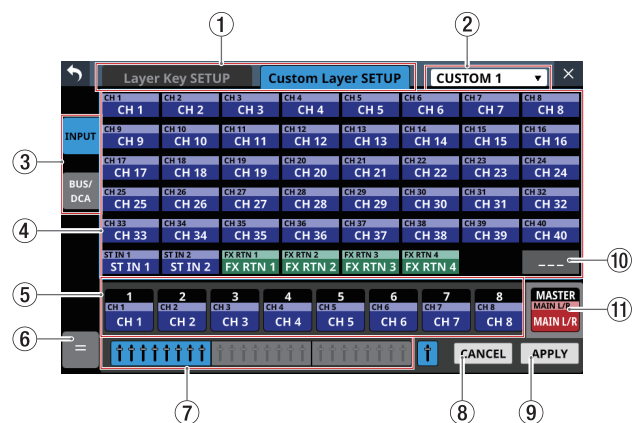 ① ②
Layer Key SETUP Custom Layer SETUP CUSTOM 1 ▼ ×
CH 1 CH 2 CH 3 CH 4 CH 5 CH 6 CH 7 CH 8
CH 1 CH 2 CH 3 CH 4 CH 5 CH 6 CH 7 CH 8
③ INPUT
CH 9 CH 10 CH 11 CH 12 CH 13 CH 14 CH 15 CH 16
CH 9 CH 10 CH 11 CH 12 CH 13 CH 14 CH 15 CH 16
CH 17 CH 18 CH 19 CH 20 CH 21 CH 22 CH 23 CH 24
CH 17 CH 18 CH 19 CH 20 CH 21 CH 22 CH 23 CH 24
BUS/
DCA
CH 25 CH 26 CH 27 CH 28 CH 29 CH 30 CH 31 CH 32
CH 25 CH 26 CH 27 CH 28 CH 29 CH 30 CH 31 CH 32
④
CH 33 CH 34 CH 35 CH 36 CH 37 CH 38 CH 39 CH 40
CH 33 CH 34 CH 35 CH 36 CH 37 CH 38 CH 39 CH 40
ST IN 1 ST IN 2 FX RTN 1 FX RTN 2 FX RTN 3 FX RTN 4
ST IN 1 ST IN 2 FX RTN 1 FX RTN 2 FX RTN 3 FX RTN 4 --- ⑩
⑤ 1 2 3 4 5 6 7 8 MASTER
CH 1 CH 2 CH 3 CH 4 CH 5 CH 6 CH 7 CH 8 MAIN L/R ⑪
CH 1 CH 2 CH 3 CH 4 CH 5 CH 6 CH 7 CH 8 MAIN L/R
⑥ = CANCEL APPLY
⑦ ⑧ ⑨